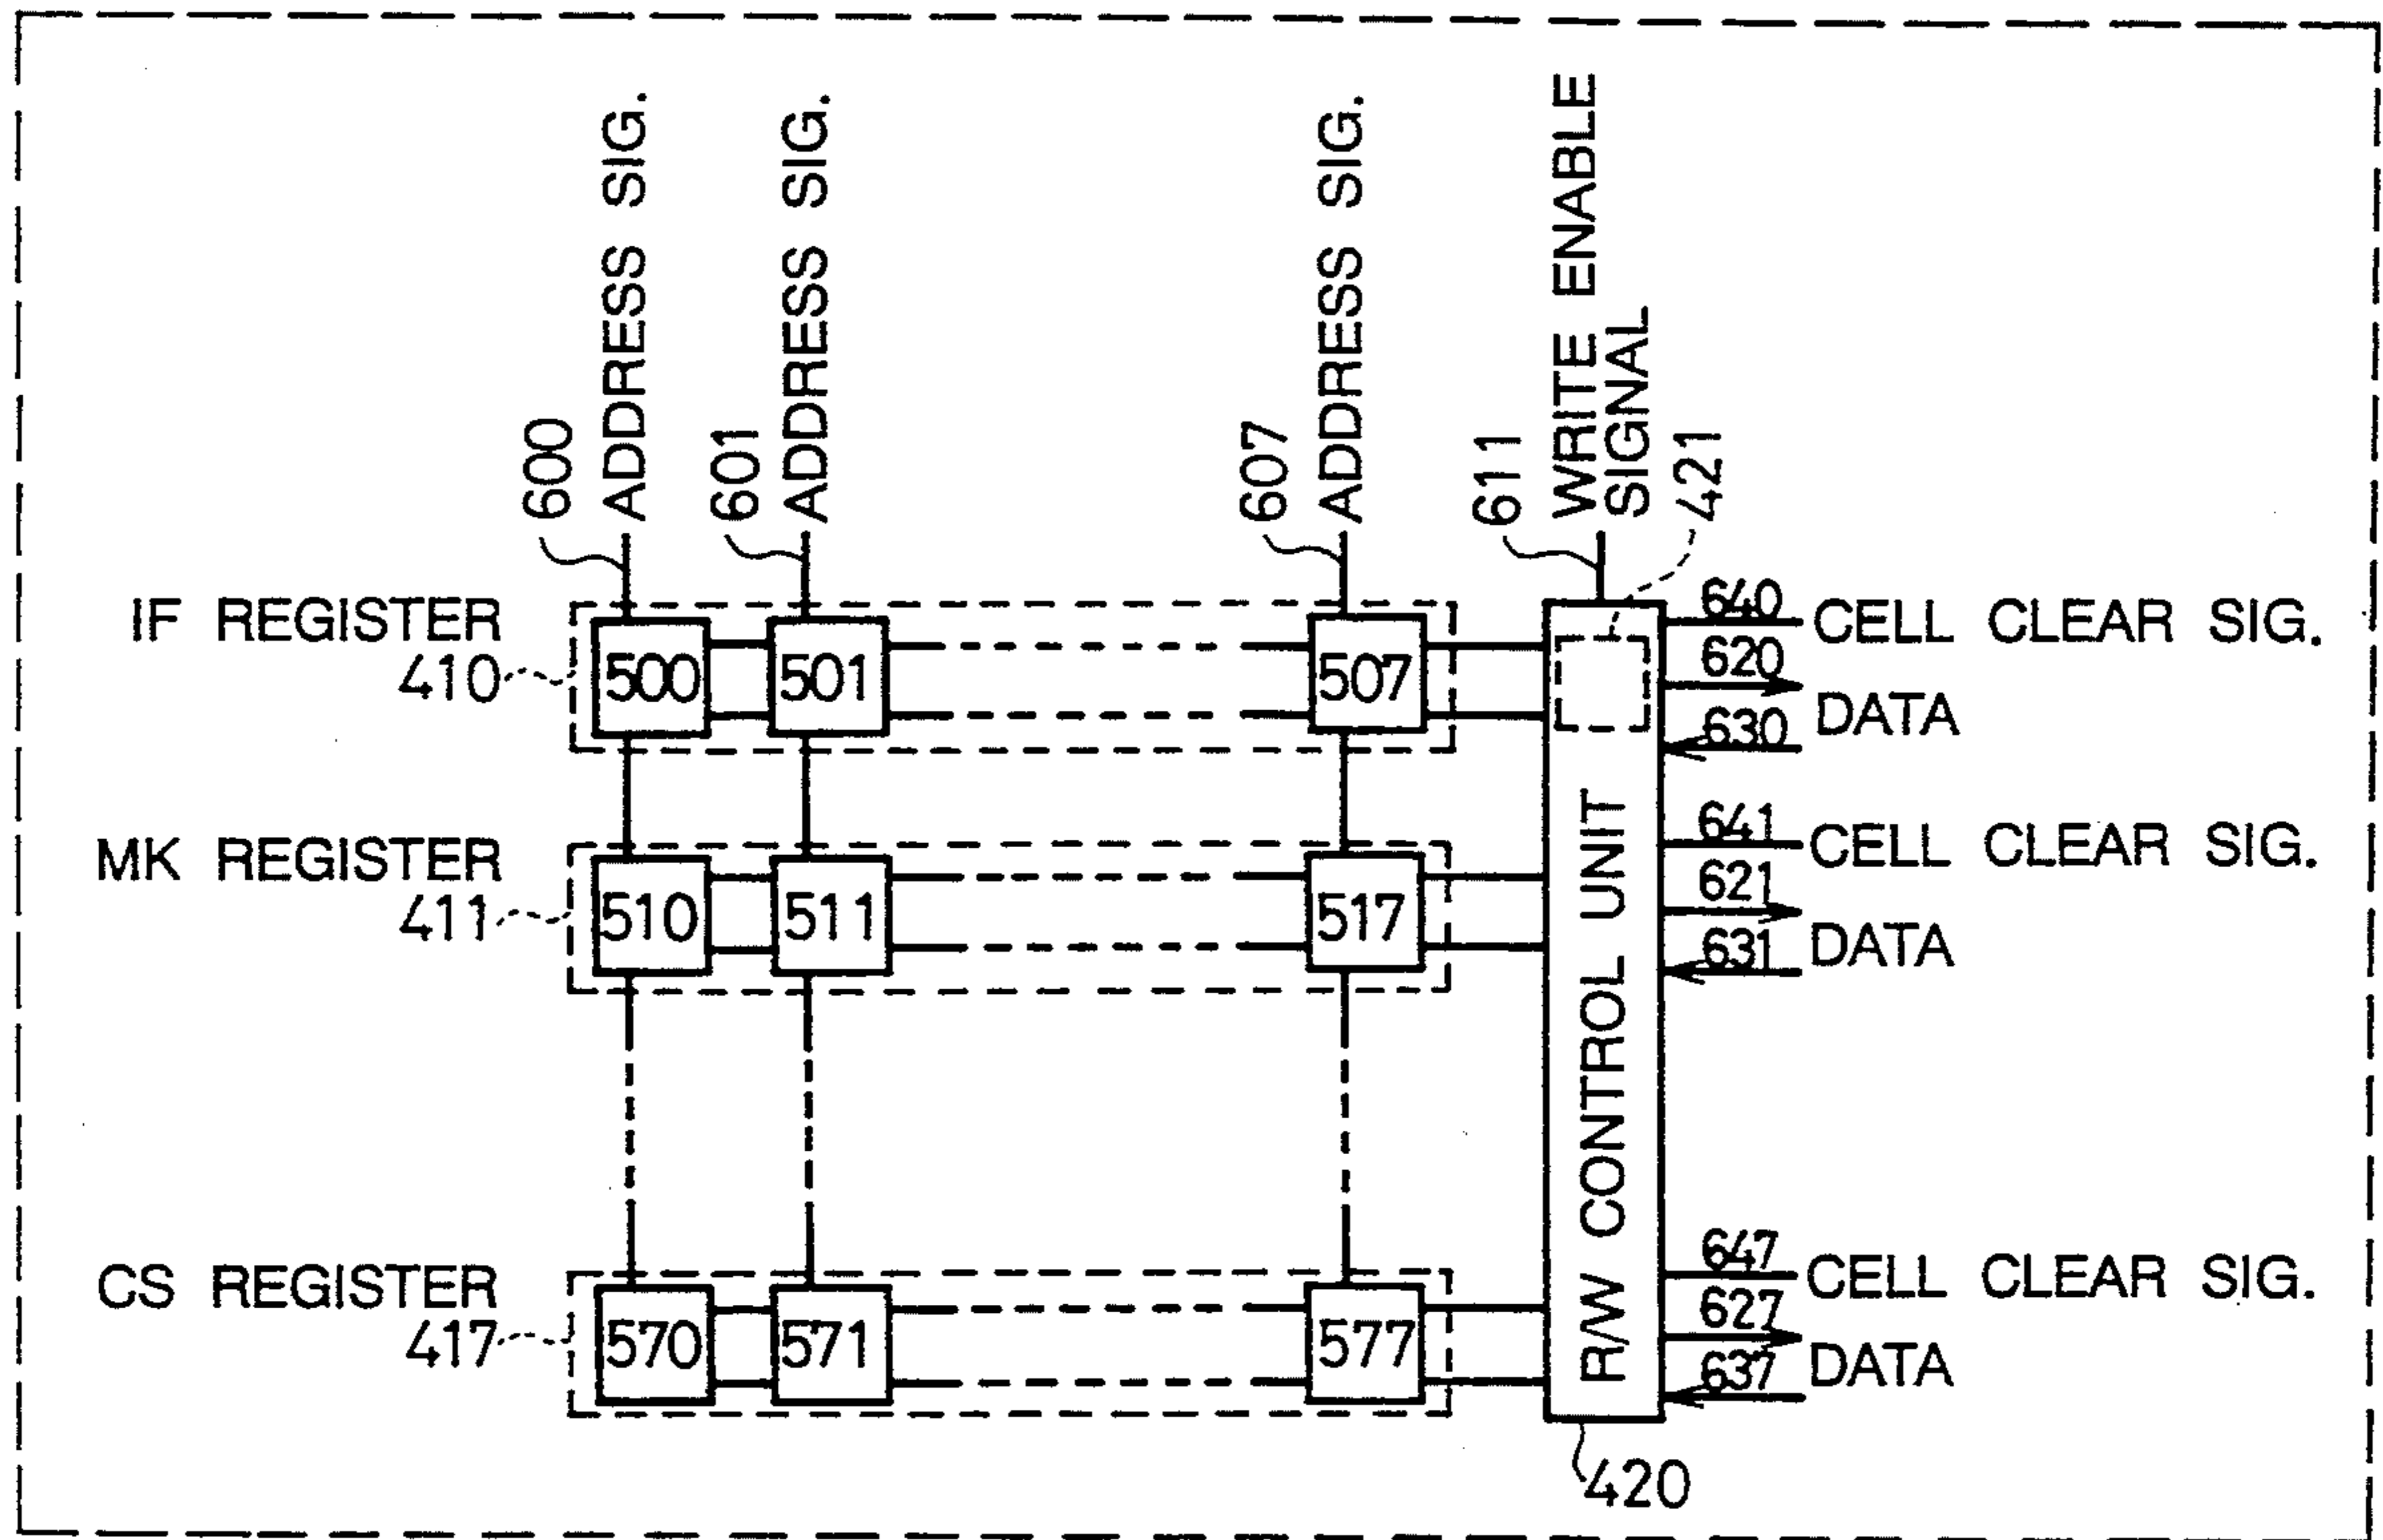 600
ADDRESS SIG.
601
ADDRESS SIG.
607
ADDRESS SIG.
611
WRITE ENABLE
SIGNAL
421
IF REGISTER
410
500
501
507
640
CELL CLEAR SIG.
620
DATA
630
MK REGISTER
411
510
511
517
641
CELL CLEAR SIG.
621
DATA
631
R/W CONTROL UNIT
CS REGISTER
417
570
571
577
647
CELL CLEAR SIG.
627
DATA
637
420